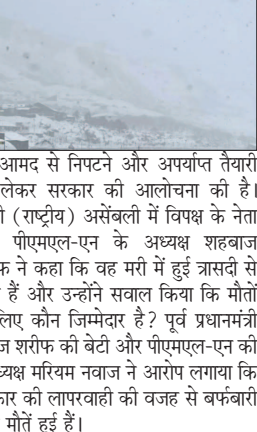 आमद से निपटने और अपर्याप्त तैयारी
लेकर सरकार की आलोचना की है।
(राष्ट्रीय) असेंबली में विपक्ष के नेता
पीएमएल-एन के अध्यक्ष शहबाज
ने कहा कि वह मरी में हुई त्रासदी से
हैं और उन्होंने सवाल किया कि मौतों
लिए कौन जिम्मेदार है? पूर्व प्रधानमंत्री
शरीफ की बेटी और पीएमएल-एन की
मरियम नवाज ने आरोप लगाया कि
की लापरवाही की वजह से बर्फबारी
मौतें हुई हैं।